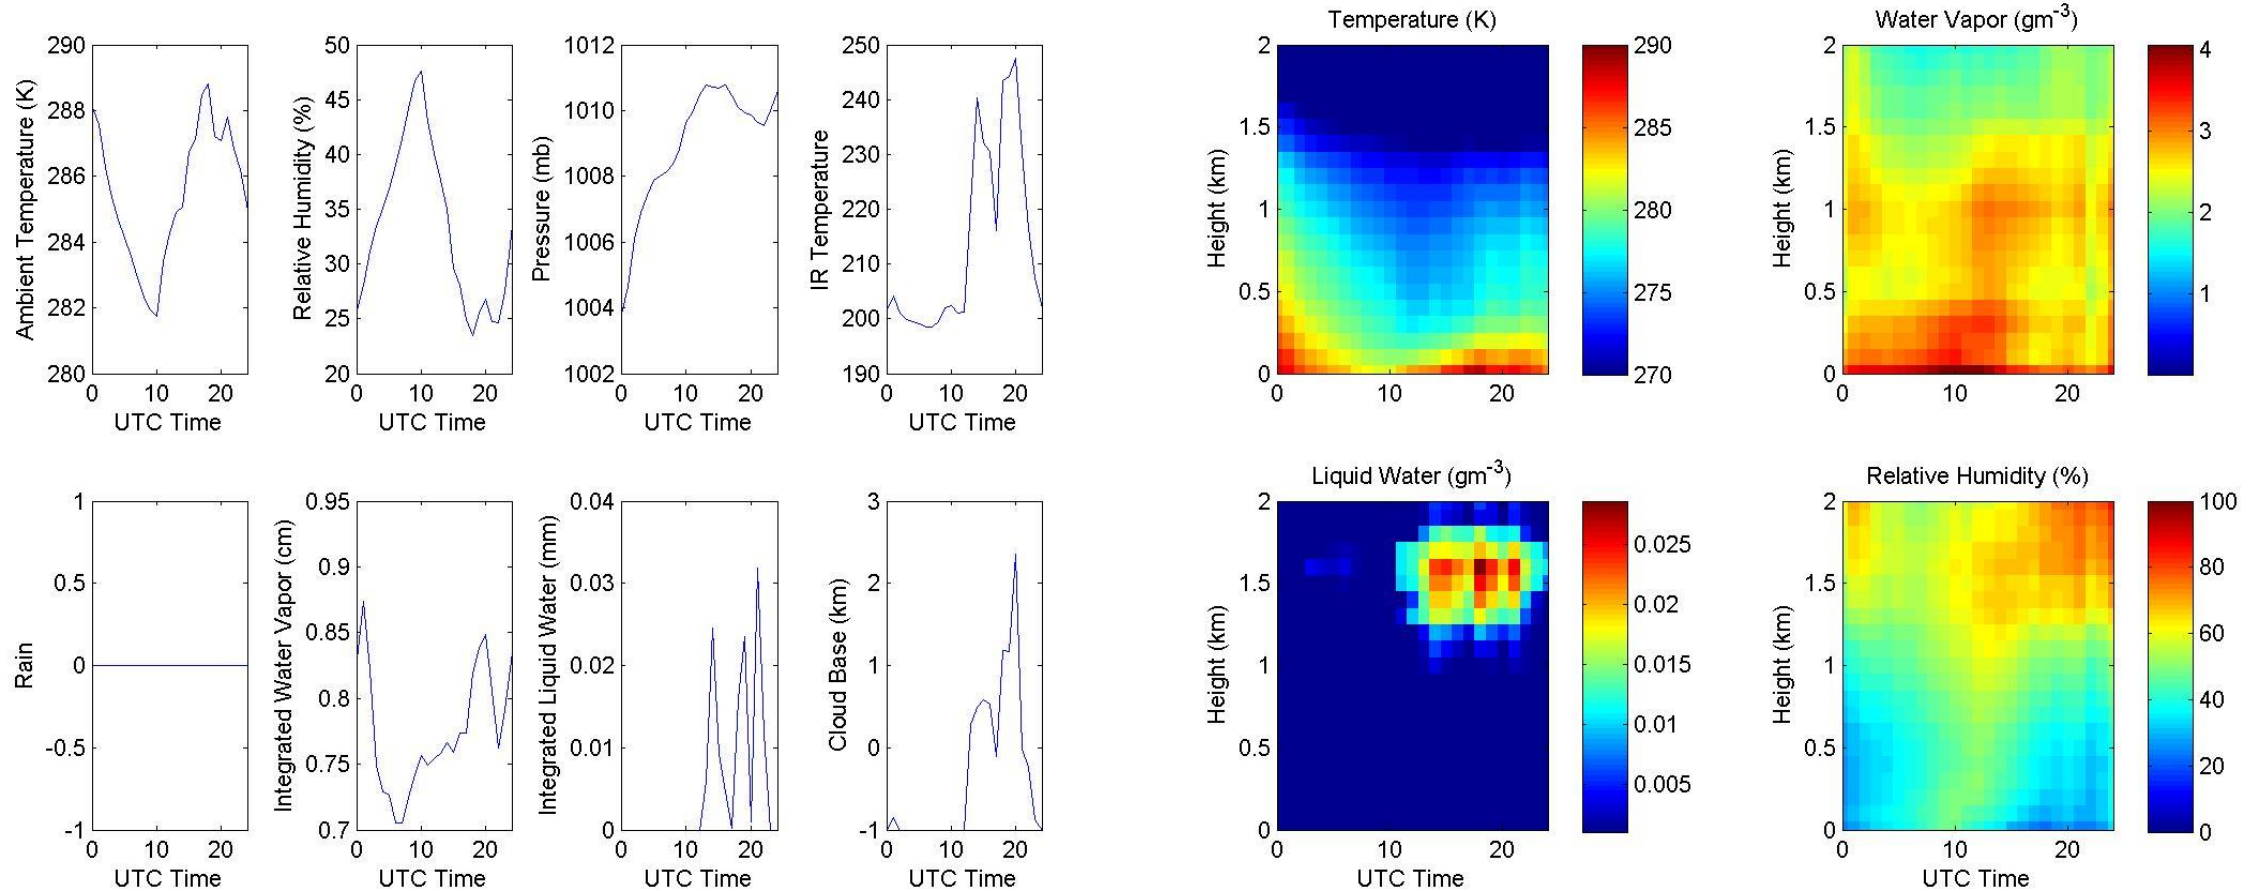 Ambient Temperature (K)
290
288
286
284
282
280
0 10 20
UTC Time
Relative Humidity (%)
50
45
40
35
30
25
20
0 10 20
UTC Time
Pressure (mb)
1012
1010
1008
1006
1004
1002
0 10 20
UTC Time
IR Temperature
250
240
230
220
210
200
190
0 10 20
UTC Time
Temperature (K)
Height (km)
2
1.5
1
0.5
0
0 10 20
290
285
280
275
270
Water Vapor (gm-3)
Height (km)
2
1.5
1
0.5
0
0 10 20
4
3
2
1
Rain
1
0.5
0
-0.5
-1
0 10 20
UTC Time
Integrated Water Vapor (cm)
0.95
0.9
0.85
0.8
0.75
0.7
0 10 20
UTC Time
Integrated Liquid Water (mm)
0.04
0.03
0.02
0.01
0
0 10 20
UTC Time
Cloud Base (km)
3
2
1
0
-1
0 10 20
UTC Time
Liquid Water (gm-3)
Height (km)
2
1.5
1
0.5
0
0 10 20
UTC Time
0.025
0.02
0.015
0.01
0.005
Relative Humidity (%)
Height (km)
2
1.5
1
0.5
0
0 10 20
UTC Time
100
80
60
40
20
0